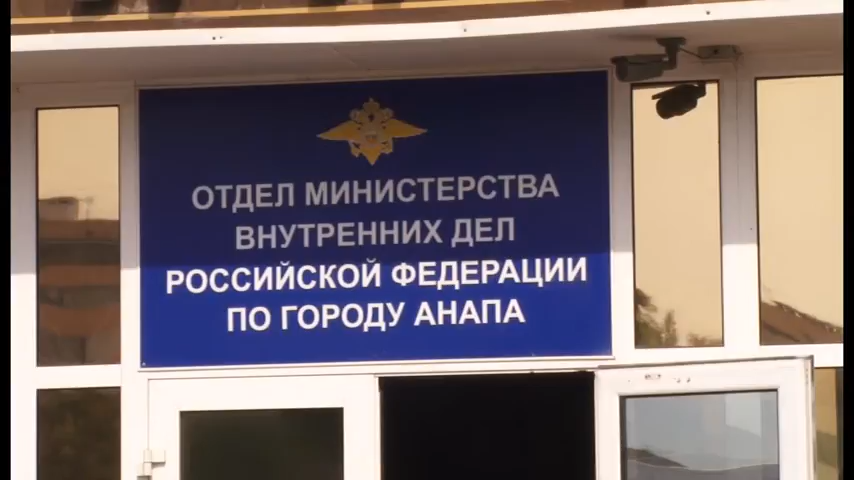 ОТДЕЛ МИНИСТЕРСТВА
ВНУТРЕННИХ ДЕЛ
РОССИЙСКОЙ ФЕДЕРАЦИИ
ПО ГОРОДУ АНАПА